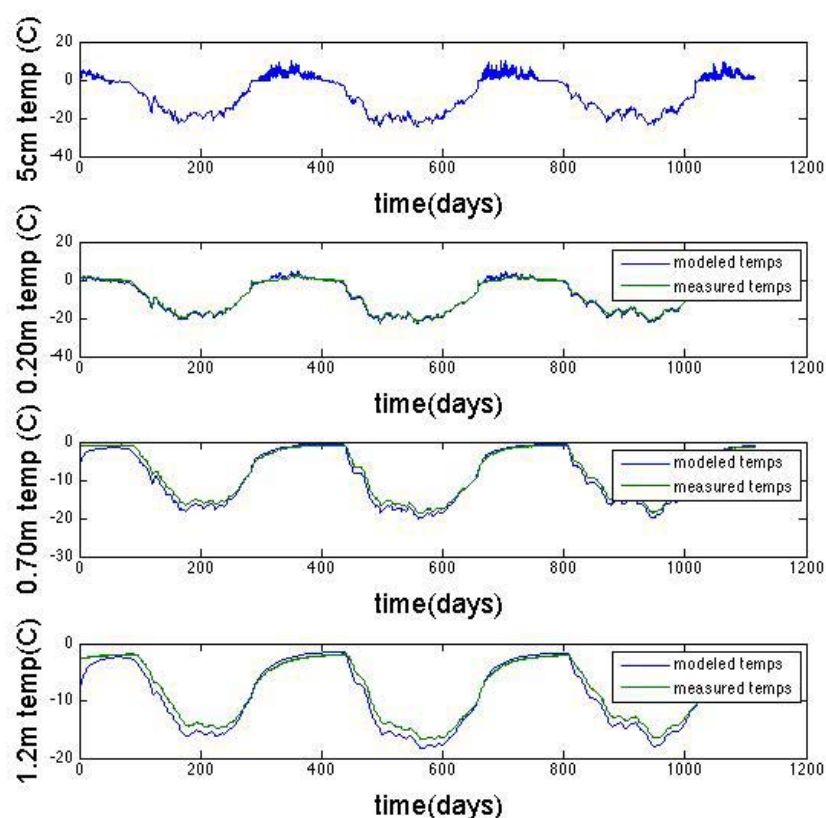 5cm temp (C)
20
0
-20
-40
0 200 400 600 800 1000 1200
time(days)
0.20m temp (C)
20
0
-20
-40
modeled temps
measured temps
0 200 400 600 800 1000 1200
time(days)
0.70m temp (C)
0
-10
-20
-30
modeled temps
measured temps
0 200 400 600 800 1000 1200
time(days)
1.2m temp(C)
0
-10
-20
modeled temps
measured temps
0 200 400 600 800 1000 1200
time(days)